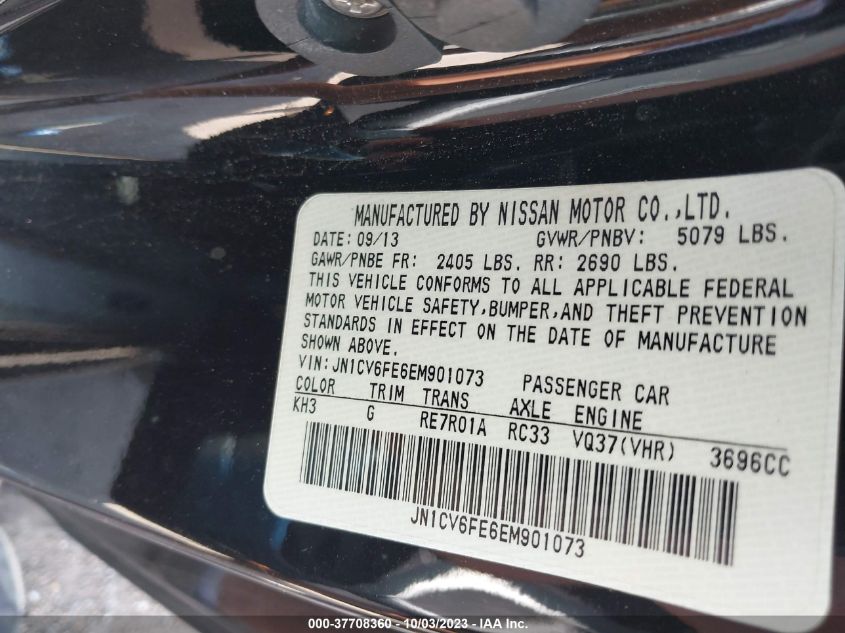 MANUFACTURED BY NISSAN MOTOR CO.,LTD.
DATE: 09/13 GVWR/PNBV: 5079 LBS.
GAWR/PNBE FR: 2405 LBS. RR: 2690 LBS.
THIS VEHICLE CONFORMS TO ALL APPLICABLE FEDERAL
MOTOR VEHICLE SAFETY,BUMPER,AND THEFT PREVENTION
STANDARDS IN EFFECT ON THE DATE OF MANUFACTURE
SHOWN ABOVE.
VIN:JN1CV6FE6EM901073 PASSENGER CAR
COLOR TRIM TRANS AXLE ENGINE
KH3 G RE7R01A RC33 VQ37(VHR) 3696CC
JN1CV6FE6EM901073
000-37708360 - 10/03/2023 - IAA Inc.